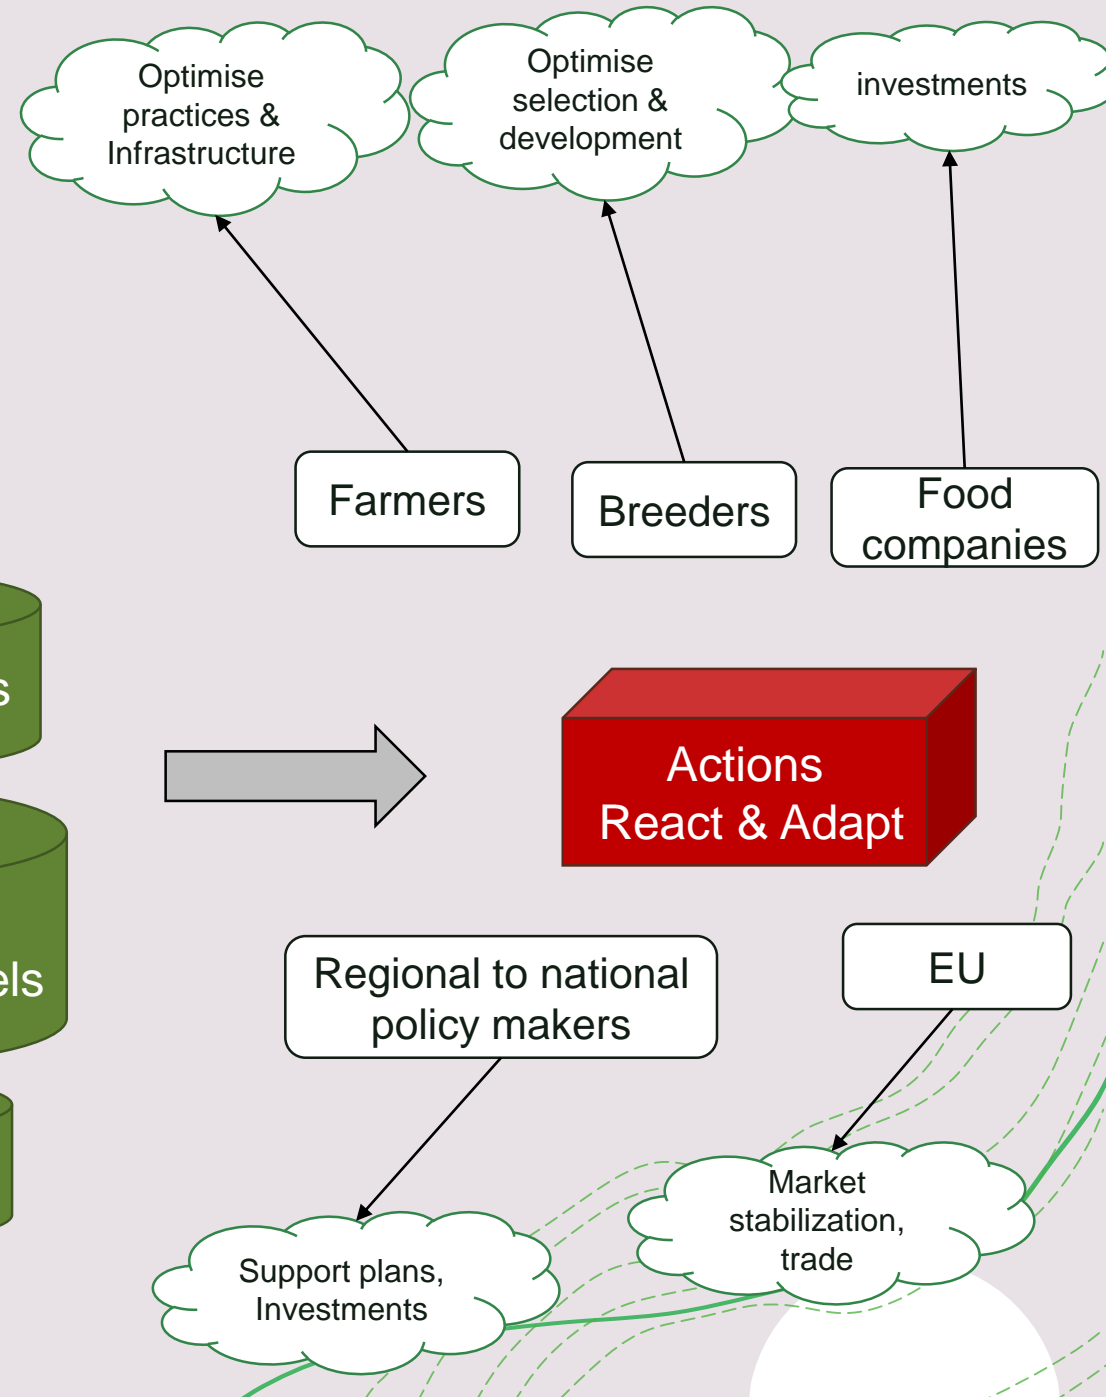 Optimise
practices &
Infrastructure
Optimise
selection &
development
investments
Farmers
Breeders
Food
companies
Actions
React & Adapt
Regional to national
policy makers
EU
Market
stabilization,
trade
Support plans,
Investments